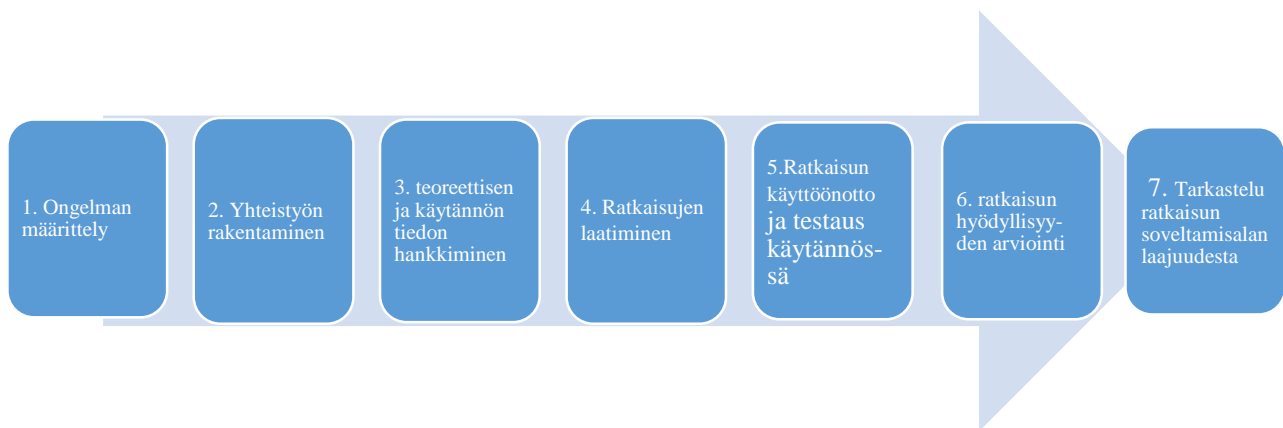 1. Ongelman
määrittely
2. Yhteistyön
rakentaminen
3. teoreettisen
ja käytännön
tiedon
hankkiminen
4. Ratkaisujen
laatiminen
5.Ratkaisun
käyttöönotto
ja testaus
käytännös-
sä
6. ratkaisun
hyödyllisyy-
den arviointi
7. Tarkastelu
ratkaisun
soveltamisalan
laajuudesta